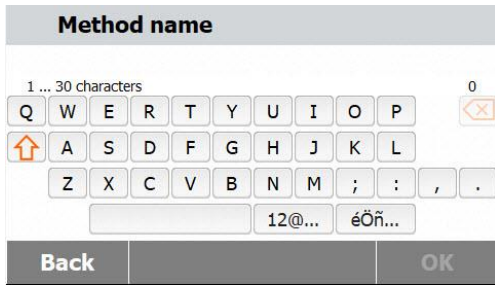 Method name
1 ... 30 characters 0
Q W E R T Y U I O P
A S D F G H J K L
Z X C V B N M ; : , .
12@... éÖñ...
Back OK